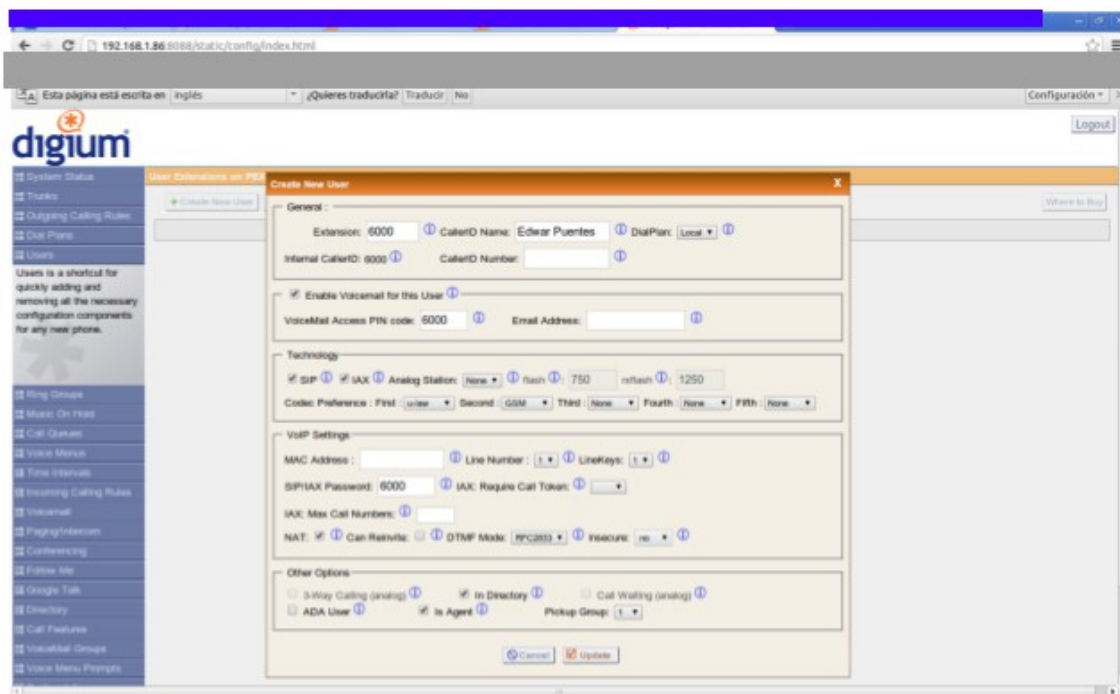 192.168.1.86:8088/static/config/index.html
Esta página está escrita en inglés ¿Quieres traducirla? Traducir No Configuración
digium
Logout
System Status
Trunks
Outgoing Calling Rules
Dial Plans
Users
Users is a shortcut for
quickly adding and
removing all the necessary
configuration components
for any new phone.
Ring Groups
Music On Hold
Call Queues
Voice Menus
Time Intervals
Incoming Calling Rules
Voicemail
Paging/Intercom
Conferencing
Follow Me
Google Talk
Directory
Call Features
VoiceMail Groups
Voice Menu Prompts
User Extensions on PBX
Create New User
Where to Buy
Create New User X
General :
Extension: 6000 CallerID Name: Edwar Puentes DialPlan: Local
Internal CallerID: 6000 CallerID Number:
Enable Voicemail for this User
VoiceMail Access PIN code: 6000 Email Address:
Technology
SIP IAX Analog Station: None flash : 750 rxflash : 1250
Codec Preference : First : u-law Second : GSM Third : None Fourth : None Fifth : None
VoIP Settings
MAC Address : Line Number : 1 LineKeys: 1
SIP/IAX Password: 6000 IAX: Require Call Token:
IAX: Max Call Numbers:
NAT: Can Reinvite: DTMF Mode: RFC2833 Insecure: no
Other Options
3-Way Calling (analog) In Directory Call Waiting (analog)
ADA User Is Agent Pickup Group: 1
Cancel Update